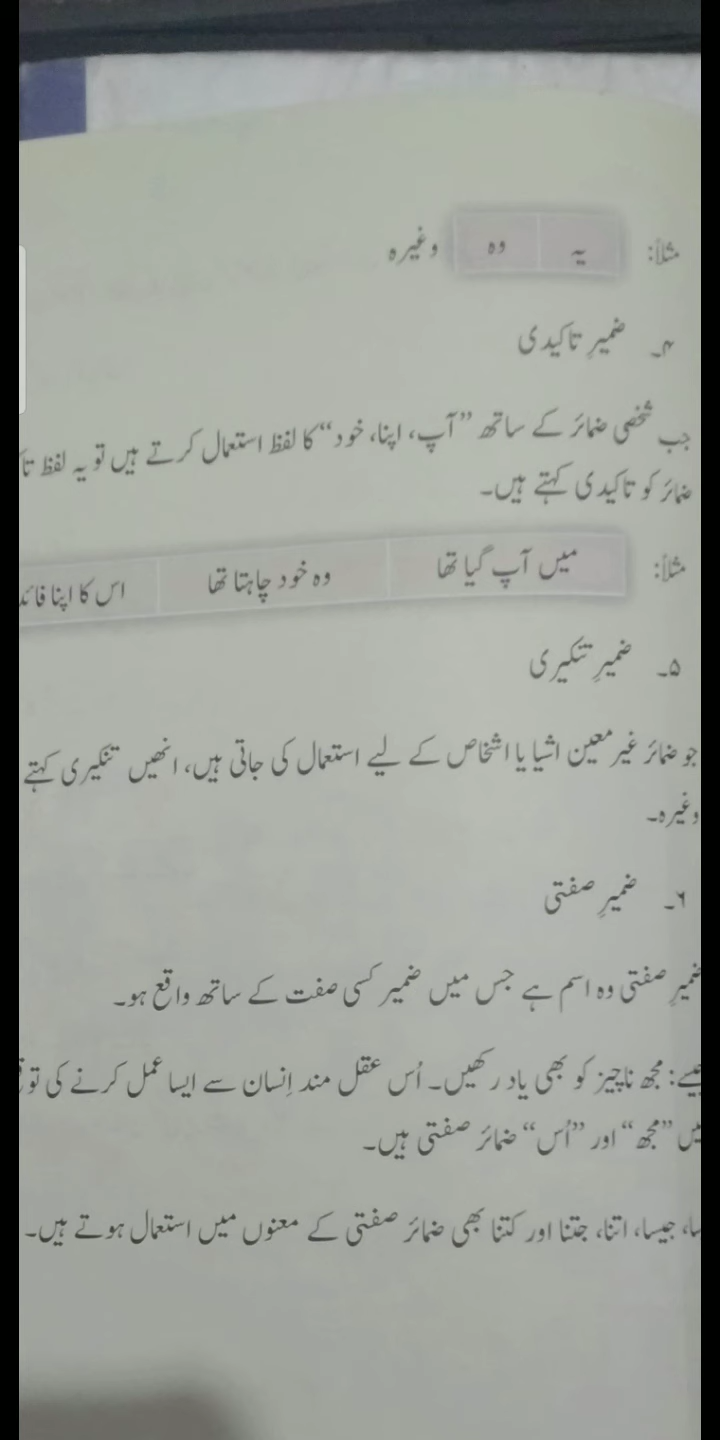 مثلاً: یہ وہ وغیرہ
۴۔ ضمیرِ تاکیدی
جب شخصی ضمائر کے ساتھ ”آپ، اپنا، خود“ کا لفظ استعمال کرتے ہیں تو یہ لفظ
ضمائر کو تاکیدی کہتے ہیں۔
مثلاً: میں آپ گیا تھا وہ خود چاہتا تھا اس کا اپنا
۵۔ ضمیرِ تنکیری
جو ضمائر غیر معین اشیا یا اشخاص کے لیے استعمال کی جاتی ہیں، انھیں تنکیری کہتے
وغیرہ۔
۶۔ ضمیرِ صفتی
ضمیرِ صفتی وہ اسم ہے جس میں ضمیر کسی صفت کے ساتھ واقع ہو۔
جیسے: مجھ ناچیز کو بھی یاد رکھیں۔ اُس عقل مند اِنسان سے ایسا عمل کرنے کی
میں ”مجھ“ اور ”اُس“ ضمائر صفتی ہیں۔
جیسا، اتنا، جتنا اور کتنا بھی ضمائر صفتی کے معنوں میں استعمال ہوتے ہیں۔